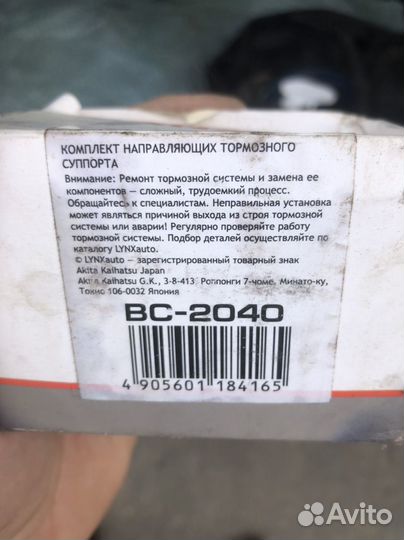 КОМПЛЕКТ НАПРАВЛЯЮЩИХ ТОРМОЗНОГО
СУППОРТА
Внимание: Ремонт тормозной системы и замена ее
компонентов — сложный, трудоемкий процесс.
Обращайтесь к специалистам. Неправильная установка
может являться причиной выхода из строя тормозной
системы или аварии! Регулярно проверяйте работу
тормозной системы. Подбор деталей осуществляйте по
каталогу LYNXauto.
© LYNXauto — зарегистрированный товарный знак
Akita Kaihatsu Japan
Akita Kaihatsu G.K., 3-8-413 Роппонги 7-чоме, Минато-ку,
Токио 106-0032 Япония
BC-2040
4 905601 184165
Avito